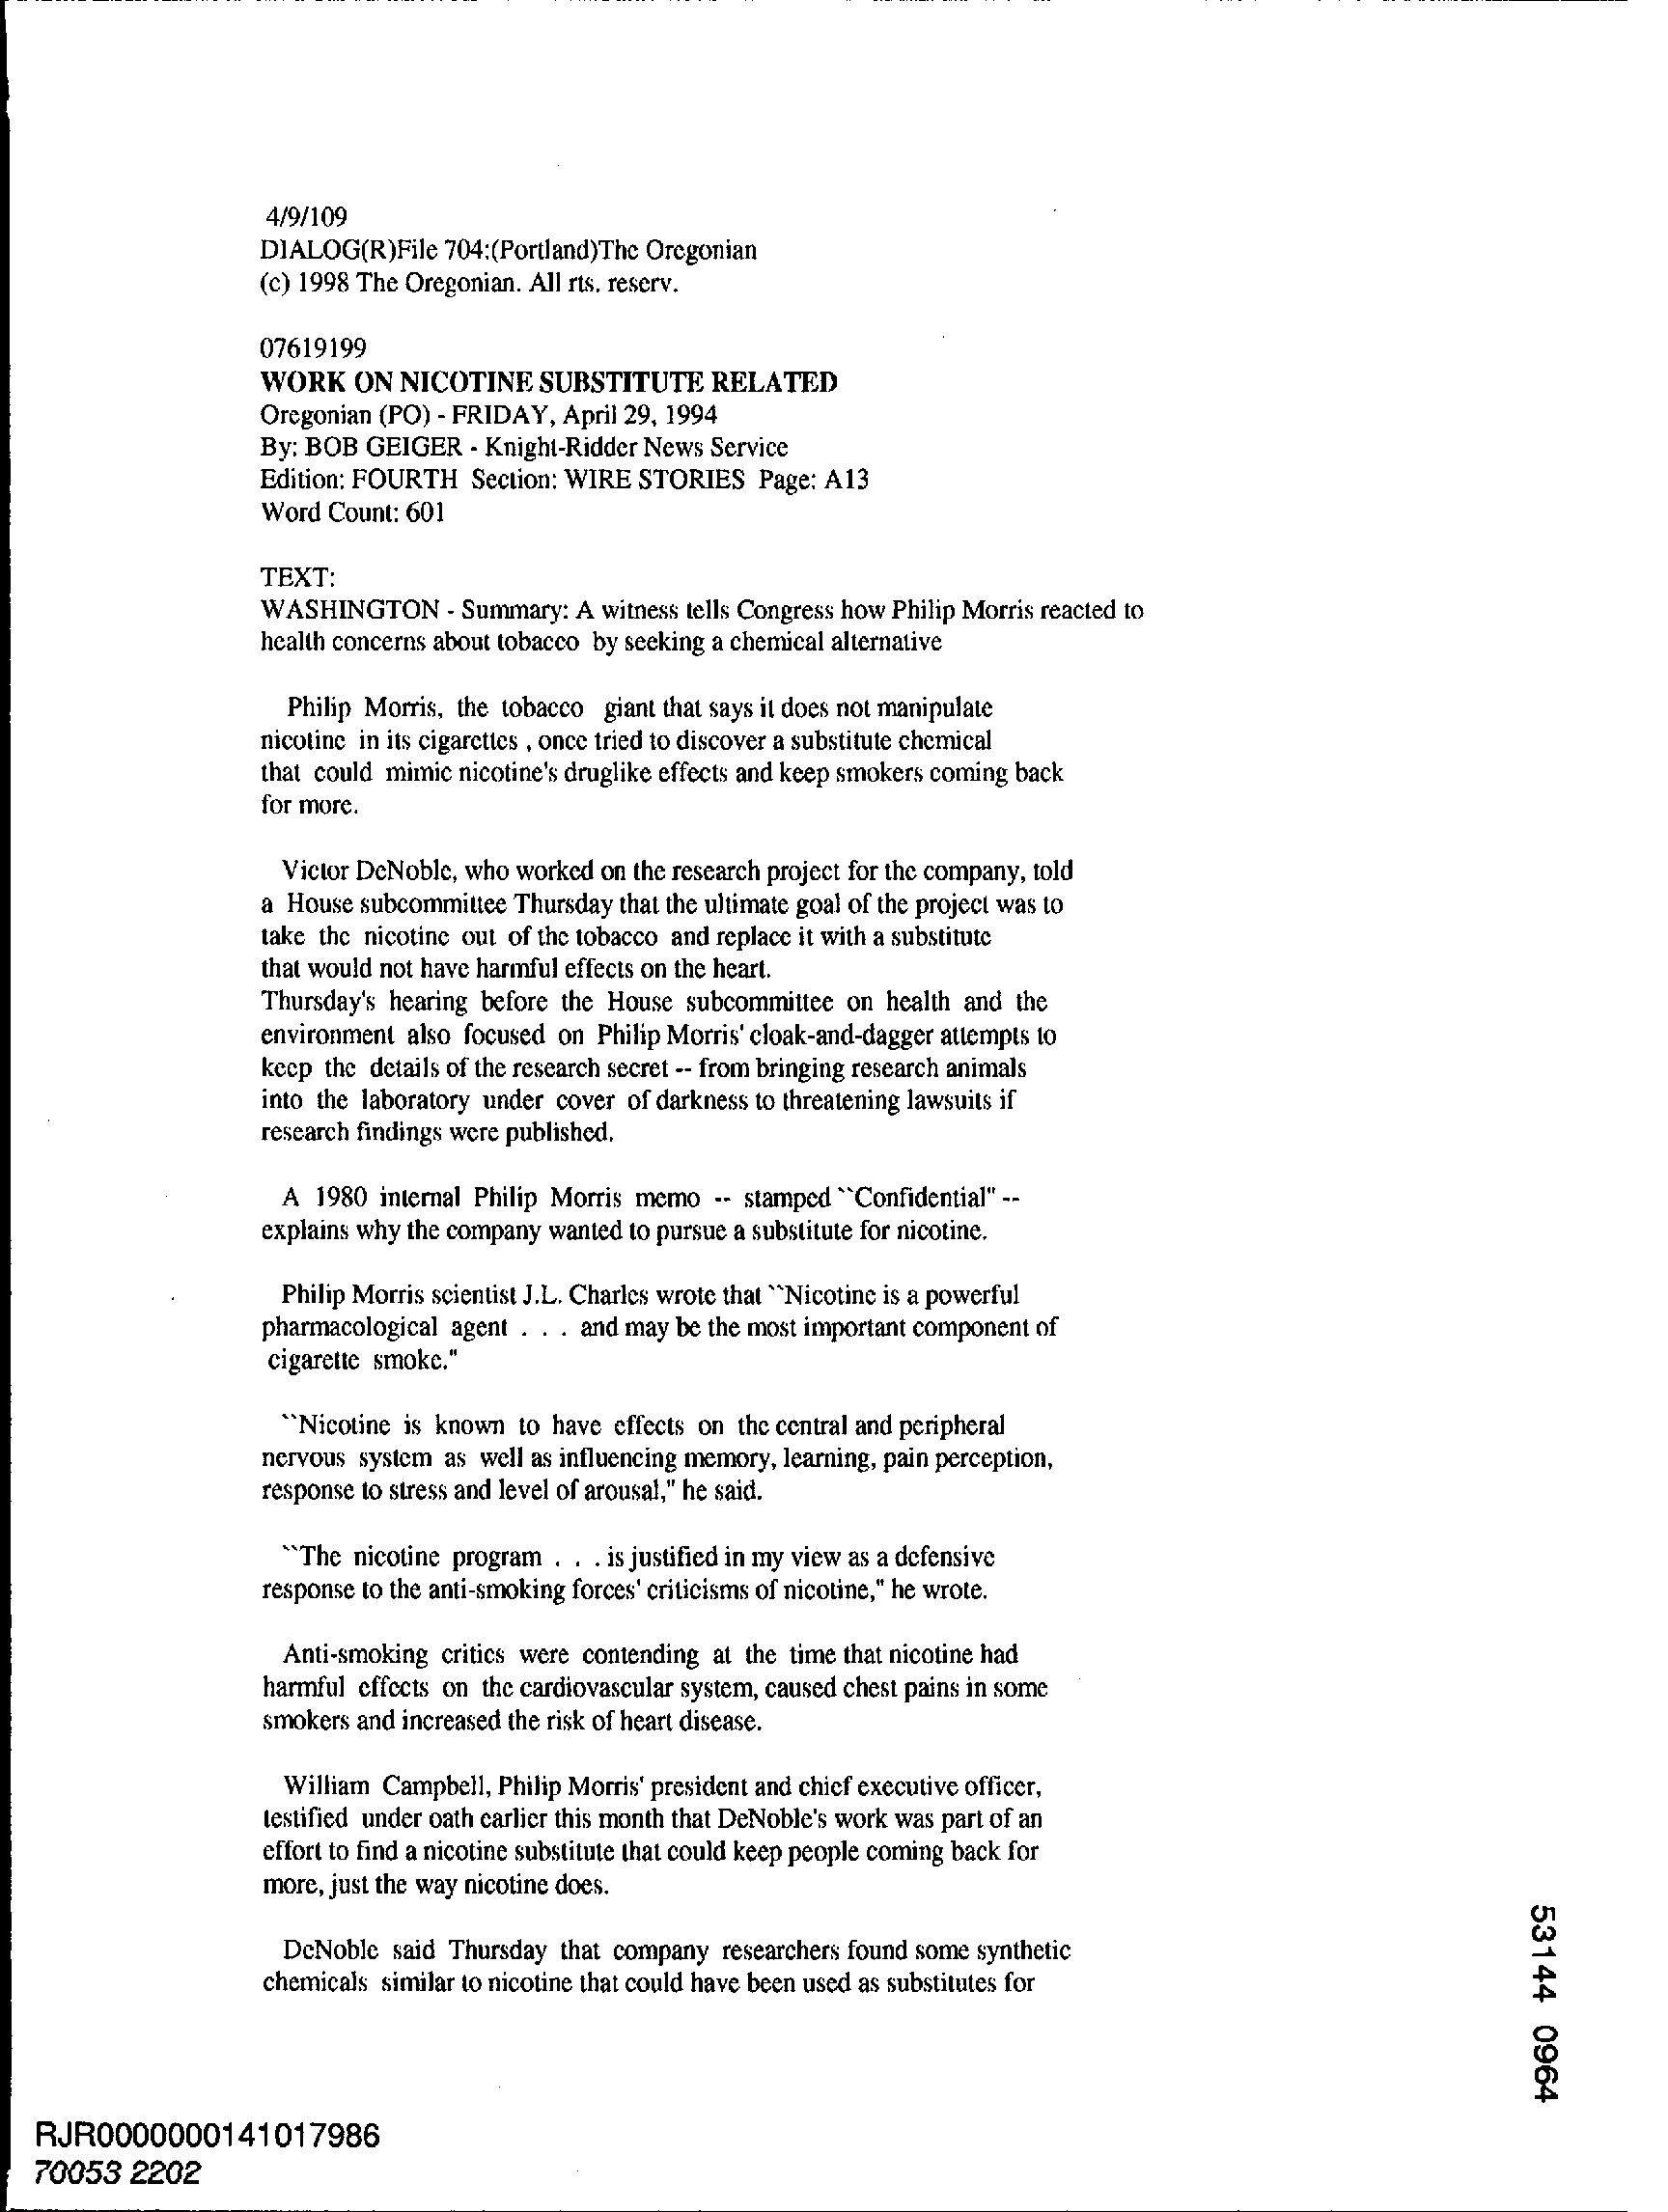 4/9/109
DIALOG(R)File 704:(Portland)The Oregonian
(c) 1998 The Oregonian. All rts. reserv.
07619199
WORK ON NICOTINE SUBSTITUTE RELATED
Oregonian (PO) - FRIDAY, April 29, 1994
By: BOB GEIGER - Knight-Ridder News Service
Edition: FOURTH Section: WIRE STORIES Page: A13
Word Count: 601
TEXT:
WASHINGTON - Summary: A witness tells Congress how Philip Morris reacted to
health concerns about tobacco by seeking a chemical alternative
Philip Morris, the tobacco giant that says it does not manipulate
nicotine in its cigarettes , once tried to discover a substitute chemical
that could mimic nicotine's druglike effects and keep smokers coming back
for more.
Victor DeNoble, who worked on the research project for the company, told
a House subcommittee Thursday that the ultimate goal of the project was to
take the nicotine out of the tobacco and replace it with a substitute
that would not have harmful effects on the heart.
Thursday's hearing before the House subcommittee on health and the
environment also focused on Philip Morris' cloak-and-dagger attempts to
keep the details of the research secret -- from bringing research animals
into the laboratory under cover of darkness to threatening lawsuits if
research findings were published.
A 1980 internal Philip Morris memo -- stamped ``Confidential" --
explains why the company wanted to pursue a substitute for nicotine.
Philip Morris scientist J.L. Charles wrote that ``Nicotine is a powerful
pharmacological agent . . . and may be the most important component of
cigarette smoke."
``Nicotine is known to have effects on the central and peripheral
nervous system as well as influencing memory, learning, pain perception,
response to stress and level of arousal," he said.
``The nicotine program . . . is justified in my view as a defensive
response to the anti-smoking forces' criticisms of nicotine," he wrote.
Anti-smoking critics were contending at the time that nicotine had
harmful effects on the cardiovascular system, caused chest pains in some
smokers and increased the risk of heart disease.
William Campbell, Philip Morris' president and chief executive officer,
testified under oath earlier this month that DeNoble's work was part of an
effort to find a nicotine substitute that could keep people coming back for
more, just the way nicotine does.
DeNoble said Thursday that company researchers found some synthetic
chemicals similar to nicotine that could have been used as substitutes for
53144 0964
RJR0000000141017986
70053 2202